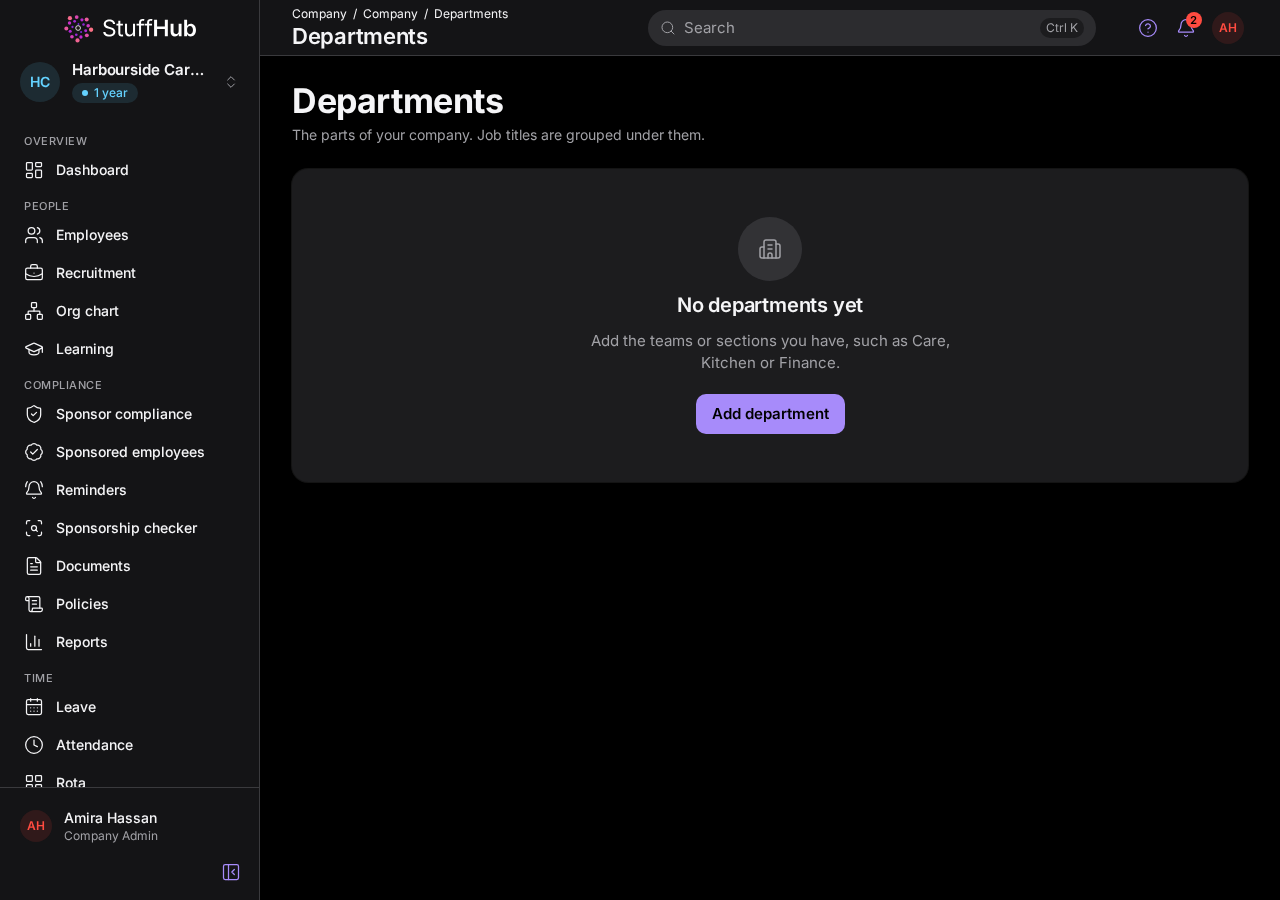 StuffHub
HC
Harbourside Car...
1 year
OVERVIEW
Dashboard
PEOPLE
Employees
Recruitment
Org chart
Learning
COMPLIANCE
Sponsor compliance
Sponsored employees
Reminders
Sponsorship checker
Documents
Policies
Reports
TIME
Leave
Attendance
Rota
AH
Amira Hassan
Company Admin
Company / Company / Departments
Departments
Search
Ctrl K
2
AH
Departments
The parts of your company. Job titles are grouped under them.
No departments yet
Add the teams or sections you have, such as Care,
Kitchen or Finance.
Add department